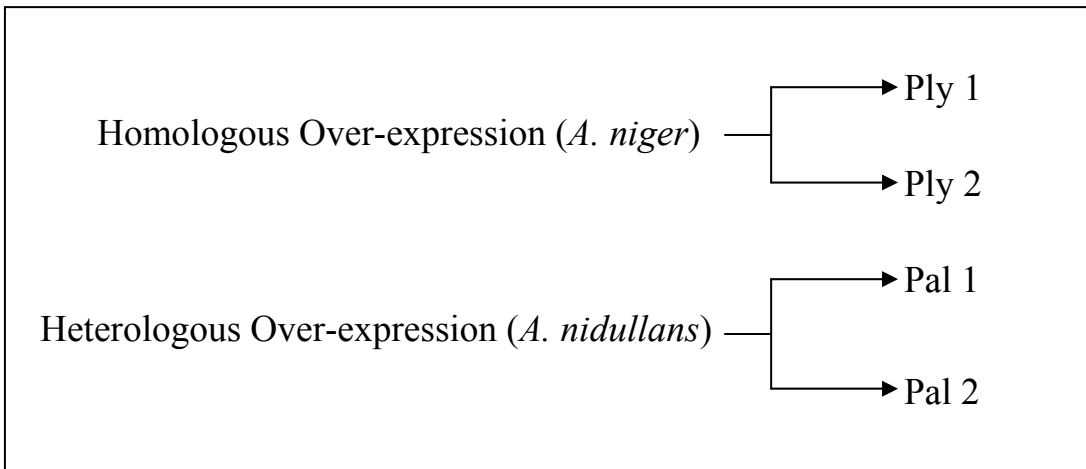 Ply 1
Homologous Over-expression (A. niger)
Ply 2
Pal 1
Heterologous Over-expression (A. nidullans)
Pal 2